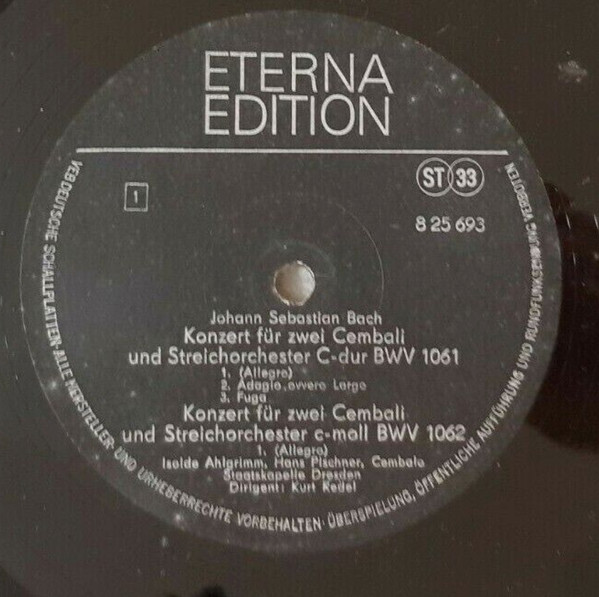 ETERNA
EDITION
ST 33
1
8 25 693
Johann Sebastian Bach
Konzert für zwei Cembali
und Streichorchester C-dur BWV 1061
1. (Allegro)
2. Adagio ovvero Largo
3. Fuga
Konzert für zwei Cembali
und Streichorchester c-moll BWV 1062
1. (Allegro)
Isolde Ahlgrimm, Hans Pischner, Cembalo
Staatskapelle Dresden
Dirigent: Kurt Redel
VEB DEUTSCHE SCHALLPLATTEN · ALLE HERSTELLER- UND URHEBERRECHTE VORBEHALTEN · ÜBERSPIELUNG, ÖFFENTLICHE AUFFÜHRUNG UND RUNDFUNKSENDUNG VERBOTEN